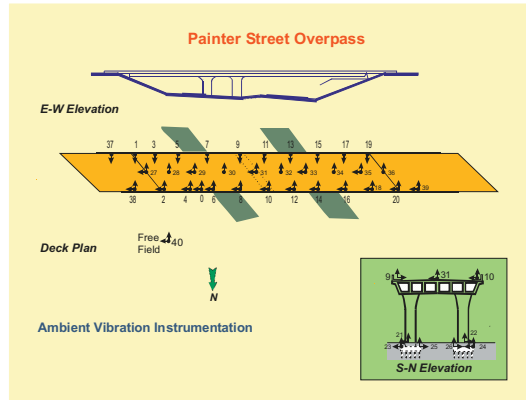 Painter Street Overpass
E-W Elevation
37 1 3 5 7 9 11 13 15 17 19
27 28 29 30 31 32 33 34 35 36
38 2 4 0 6 8 10 12 14 16 18 20 39
Free
Field 40
Deck Plan
N
Ambient Vibration Instrumentation
9 31 10
21 22
23 25 26 24
S-N Elevation